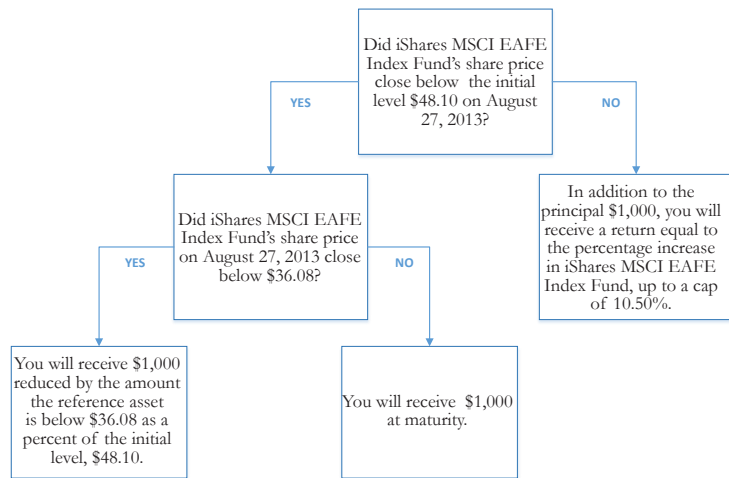 Did iShares MSCI EAFE
Index Fund's share price
close below the initial
level $48.10 on August
27, 2013?
YES
NO
Did iShares MSCI EAFE
Index Fund's share price
on August 27, 2013 close
below $36.08?
In addition to the
principal $1,000, you will
receive a return equal to
the percentage increase
in iShares MSCI EAFE
Index Fund, up to a cap
of 10.50%.
YES
NO
You will receive $1,000
reduced by the amount
the reference asset
is below $36.08 as a
percent of the initial
level, $48.10.
You will receive $1,000
at maturity.